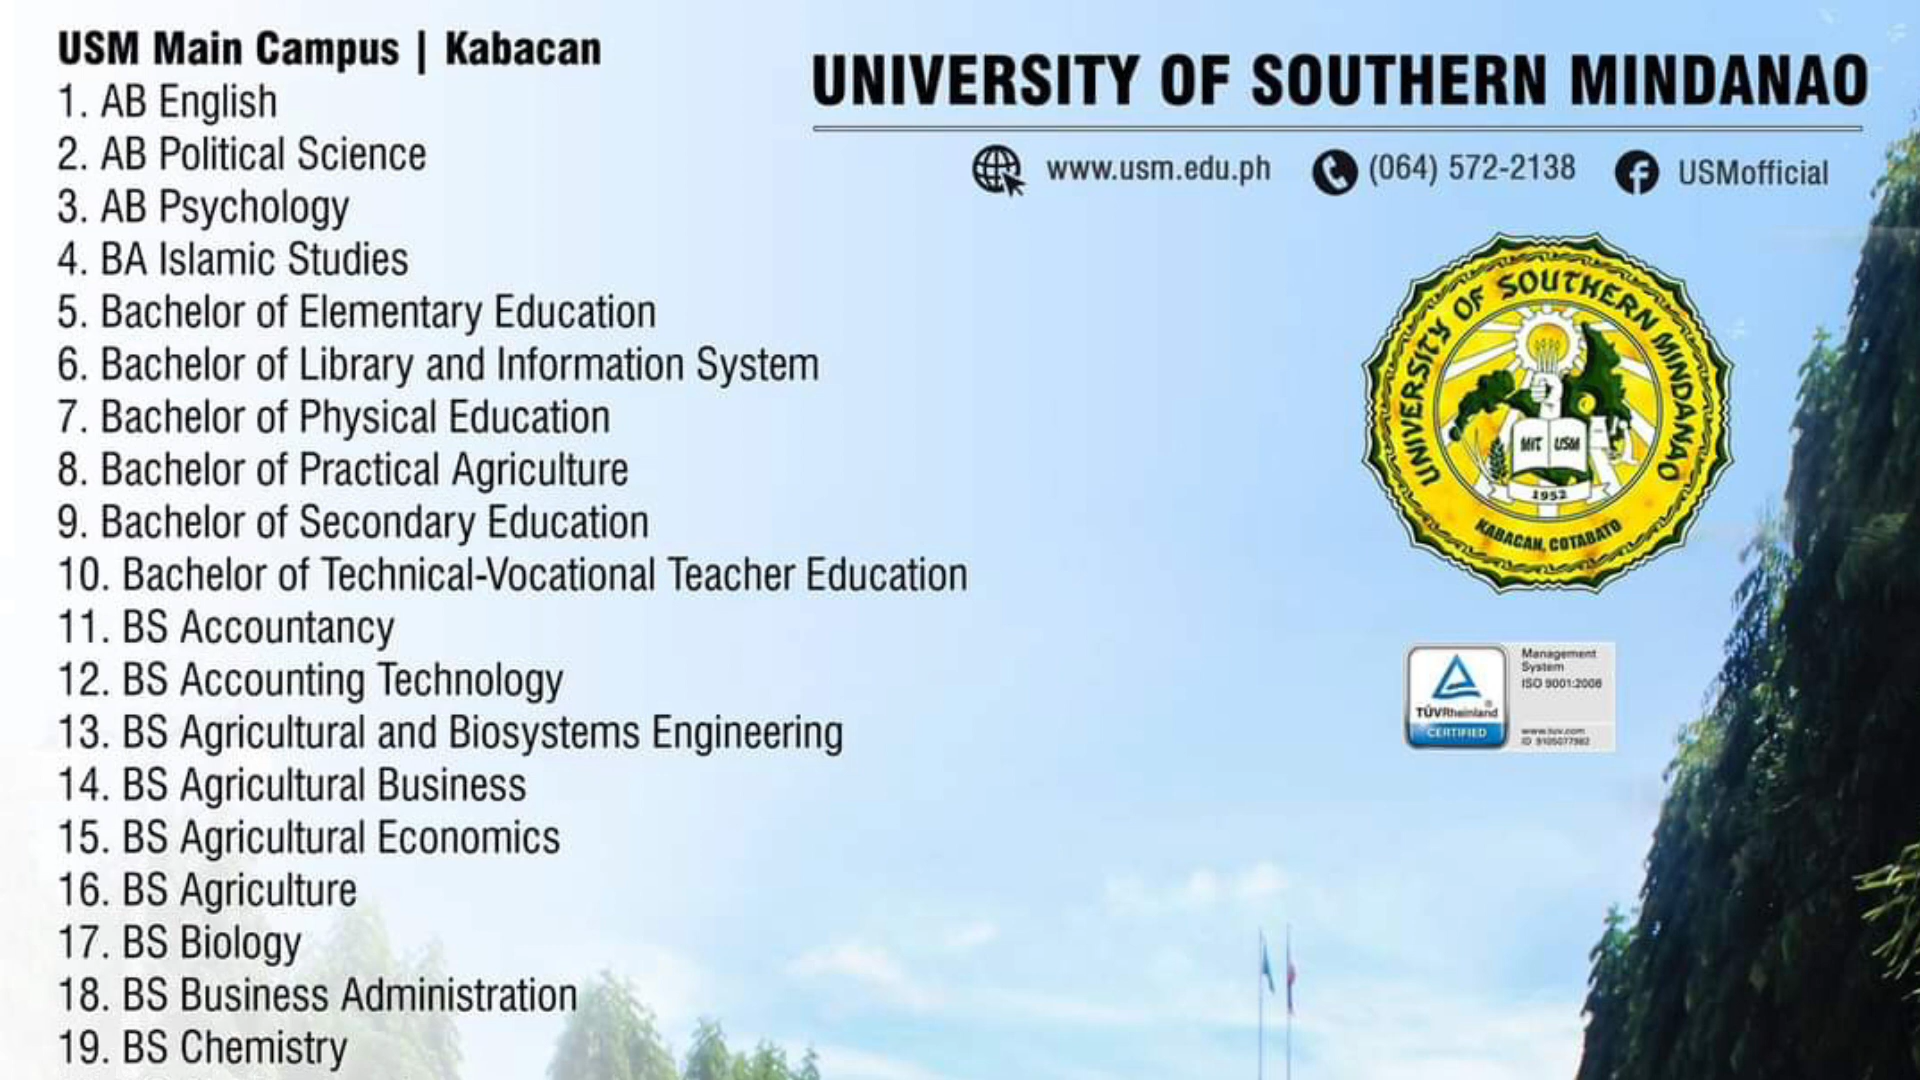 USM Main Campus | Kabacan
1. AB English
2. AB Political Science
3. AB Psychology
4. BA Islamic Studies
5. Bachelor of Elementary Education
6. Bachelor of Library and Information System
7. Bachelor of Physical Education
8. Bachelor of Practical Agriculture
9. Bachelor of Secondary Education
10. Bachelor of Technical-Vocational Teacher Education
11. BS Accountancy
12. BS Accounting Technology
13. BS Agricultural and Biosystems Engineering
14. BS Agricultural Business
15. BS Agricultural Economics
16. BS Agriculture
17. BS Biology
18. BS Business Administration
19. BS Chemistry
UNIVERSITY OF SOUTHERN MINDANAO
www.usm.edu.ph (064) 572-2138 USMofficial
UNIVERSITY OF SOUTHERN MINDANAO
MIT USM
1952
KABACAN, COTABATO
TÜVRheinland ®
CERTIFIED
Management
System
ISO 9001:2008
www.tuv.com
ID 9105077982